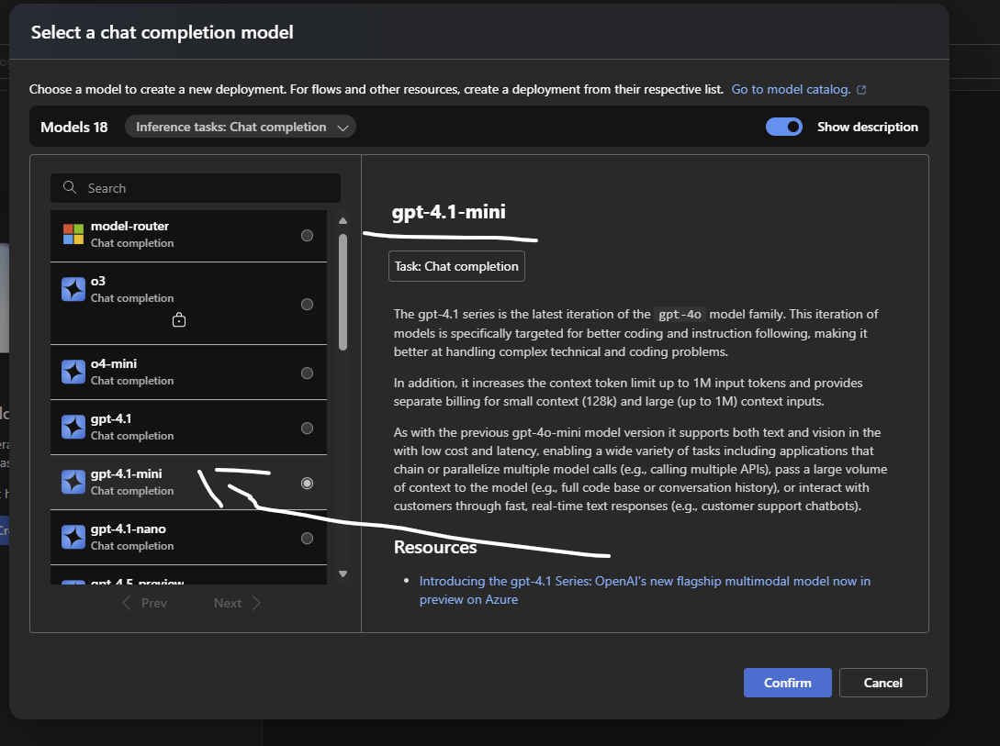 Select a chat completion model
Choose a model to create a new deployment. For flows and other resources, create a deployment from their respective list. Go to model catalog.
Models 18
Inference tasks: Chat completion
Show description
Search
model-router
Chat completion
o3
Chat completion
o4-mini
Chat completion
gpt-4.1
Chat completion
gpt-4.1-mini
Chat completion
gpt-4.1-nano
Chat completion
gpt-4.5-preview
Prev
Next
gpt-4.1-mini
Task: Chat completion
The gpt-4.1 series is the latest iteration of the gpt-4o model family. This iteration of
models is specifically targeted for better coding and instruction following, making it
better at handling complex technical and coding problems.
In addition, it increases the context token limit up to 1M input tokens and provides
separate billing for small context (128k) and large (up to 1M) context inputs.
As with the previous gpt-4o-mini model version it supports both text and vision in the
with low cost and latency, enabling a wide variety of tasks including applications that
chain or parallelize multiple model calls (e.g., calling multiple APIs), pass a large volume
of context to the model (e.g., full code base or conversation history), or interact with
customers through fast, real-time text responses (e.g., customer support chatbots).
Resources
• Introducing the gpt-4.1 Series: OpenAI's new flagship multimodal model now in
preview on Azure
Confirm
Cancel